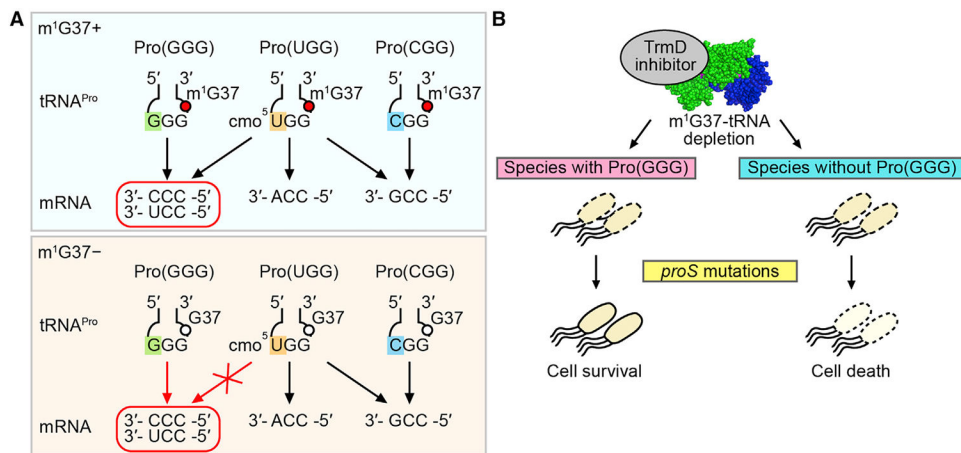 A
m¹G37+
Pro(GGG) Pro(UGG) Pro(CGG)
5′ 3′ 5′ 3′ 5′ 3′
m¹G37 m¹G37 m¹G37
tRNAᴾʳᵒ
GGG cmo⁵ UGG CGG
mRNA
3′- CCC -5′ 3′- ACC -5′ 3′- GCC -5′
3′- UCC -5′
m¹G37−
Pro(GGG) Pro(UGG) Pro(CGG)
5′ 3′ 5′ 3′ 5′ 3′
G37 G37 G37
tRNAᴾʳᵒ
GGG cmo⁵ UGG CGG
mRNA
3′- CCC -5′ 3′- ACC -5′ 3′- GCC -5′
3′- UCC -5′
B
TrmD
inhibitor
m¹G37-tRNA
depletion
Species with Pro(GGG) Species without Pro(GGG)
proS mutations
Cell survival Cell death